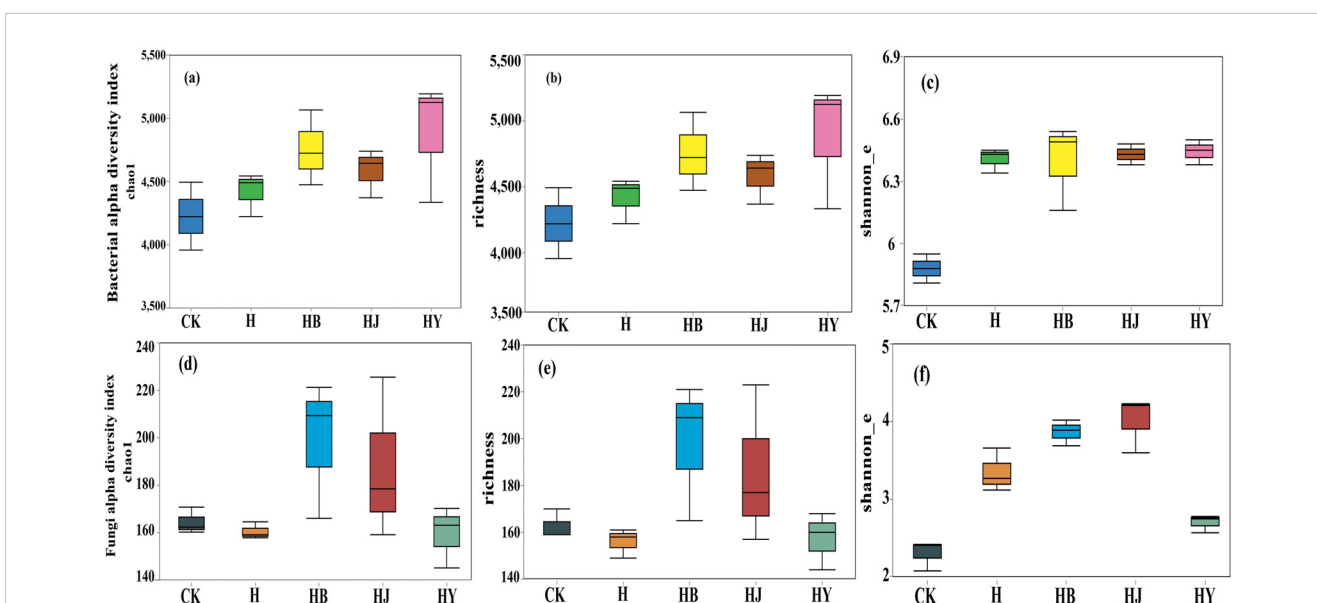 5,500
5,000
4,500
4,000
3,500
Bacterial alpha diversity index
chao1
(a)
CK H HB HJ HY
5,500
5,000
4,500
4,000
3,500
richness
(b)
CK H HB HJ HY
6.9
6.6
6.3
6
5.7
shannon_e
(c)
CK H HB HJ HY
240
220
200
180
160
140
Fungi alpha diversity index
chao1
(d)
CK H HB HJ HY
240
220
200
180
160
140
richness
(e)
CK H HB HJ HY
5
4
3
2
shannon_e
(f)
CK H HB HJ HY